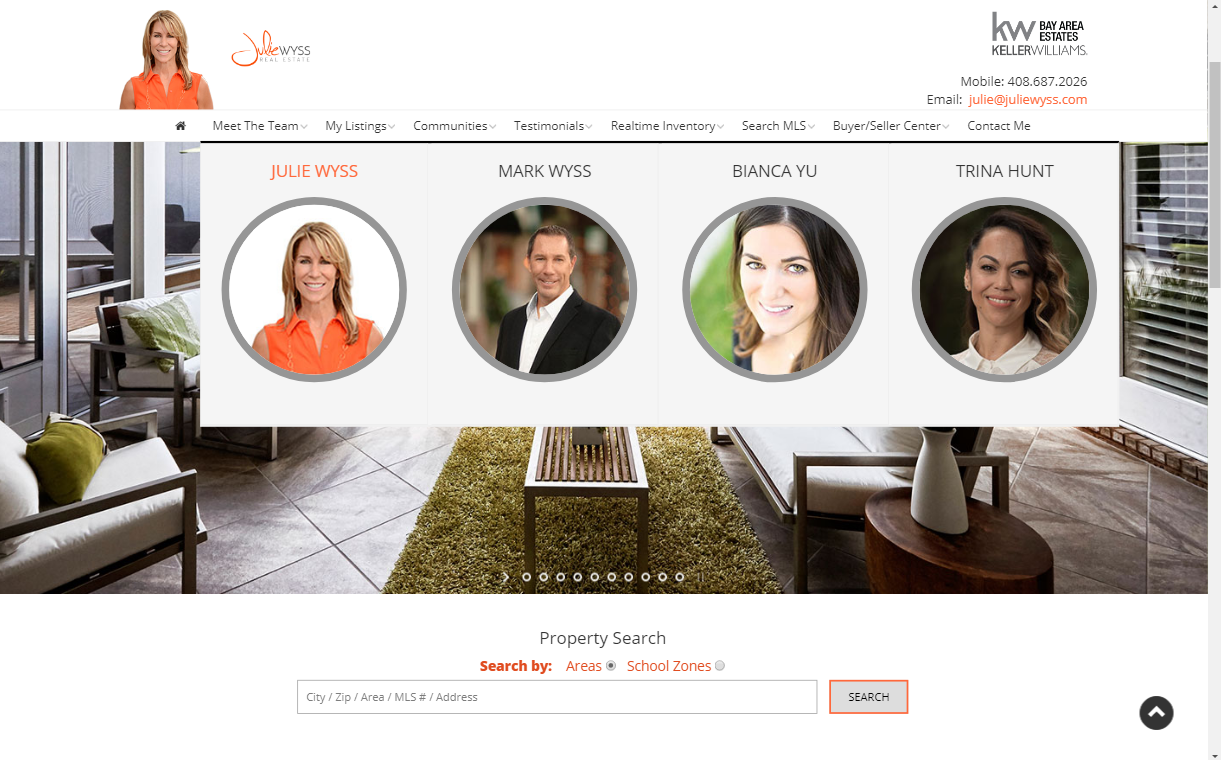 JulieWYSS
REAL ESTATE
kw BAY AREA
ESTATES
KELLERWILLIAMS.
Mobile: 408.687.2026
Email: julie@juliewyss.com
Meet The Team My Listings Communities Testimonials Realtime Inventory Search MLS Buyer/Seller Center Contact Me
JULIE WYSS MARK WYSS BIANCA YU TRINA HUNT
Property Search
Search by: Areas School Zones
City / Zip / Area / MLS # / Address SEARCH